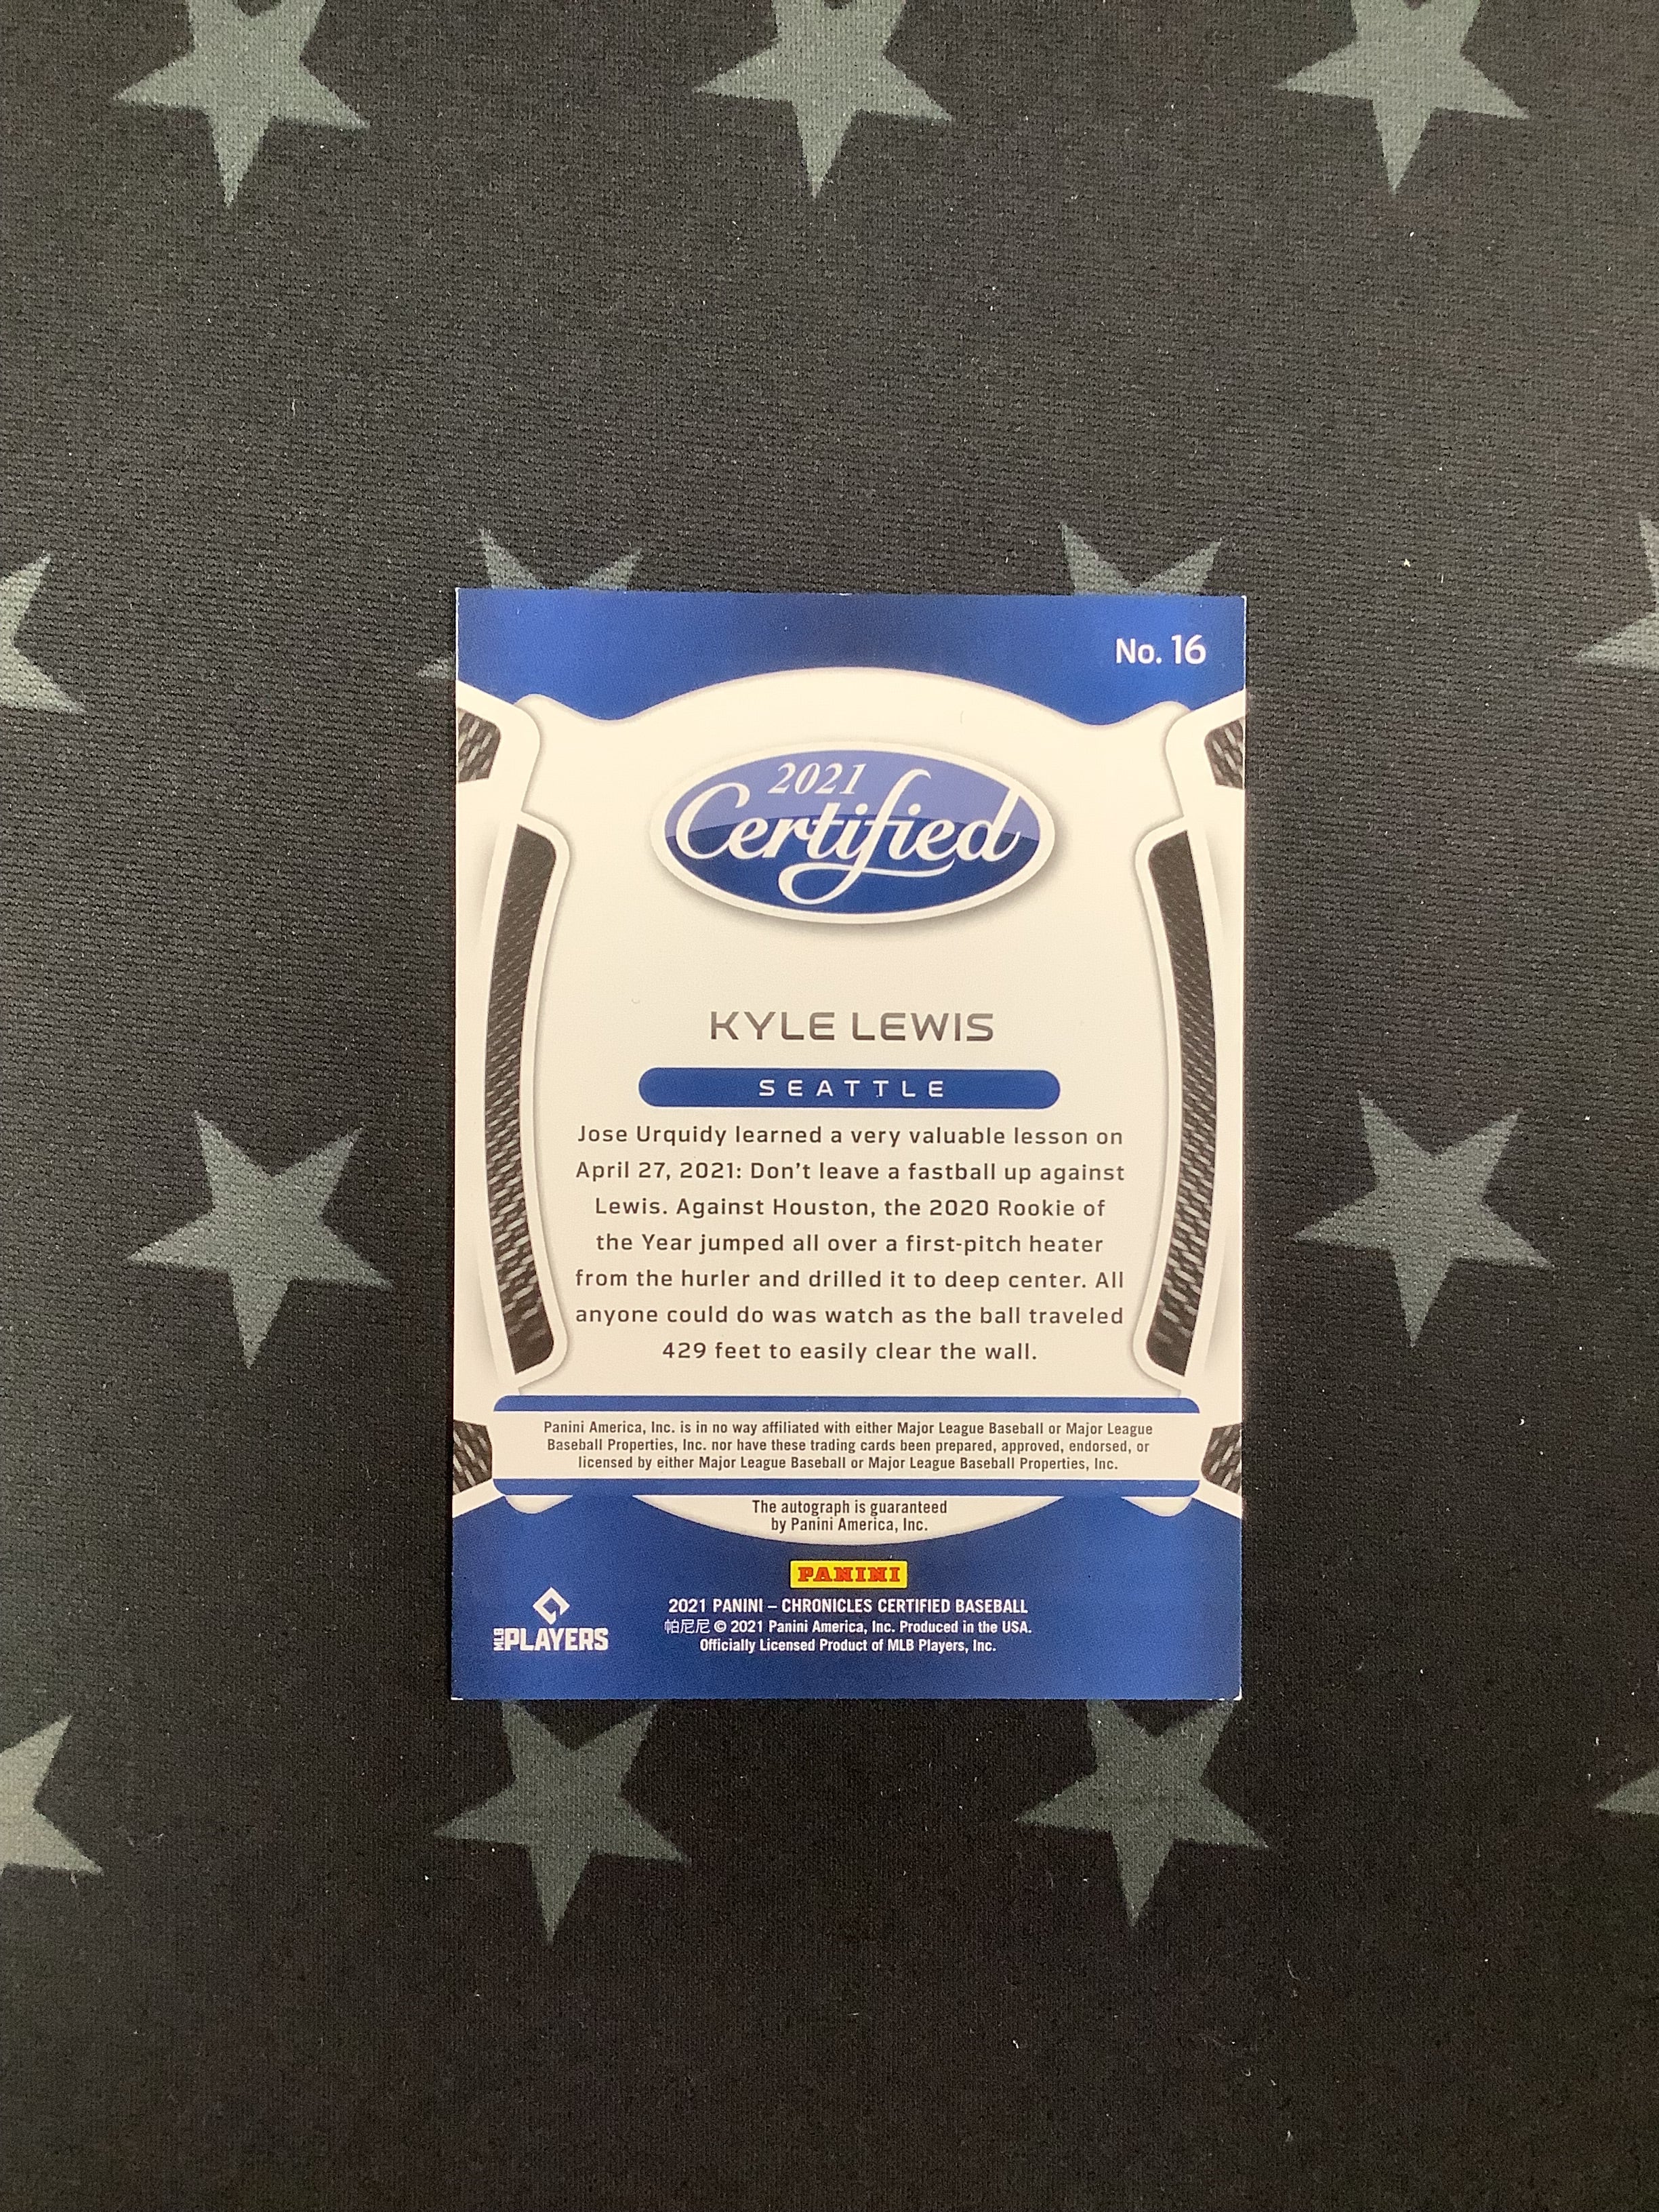 No. 16
2021
Certified
KYLE LEWIS
SEATTLE
Jose Urquidy learned a very valuable lesson on
April 27, 2021: Don't leave a fastball up against
Lewis. Against Houston, the 2020 Rookie of
the Year jumped all over a first-pitch heater
from the hurler and drilled it to deep center. All
anyone could do was watch as the ball traveled
429 feet to easily clear the wall.
Panini America, Inc. is in no way affiliated with either Major League Baseball or Major League
Baseball Properties, Inc. nor have these trading cards been prepared, approved, endorsed, or
licensed by either Major League Baseball or Major League Baseball Properties, Inc.
The autograph is guaranteed
by Panini America, Inc.
PANINI
2021 PANINI – CHRONICLES CERTIFIED BASEBALL
帕尼尼 © 2021 Panini America, Inc. Produced in the USA.
Officially Licensed Product of MLB Players, Inc.
MLB PLAYERS